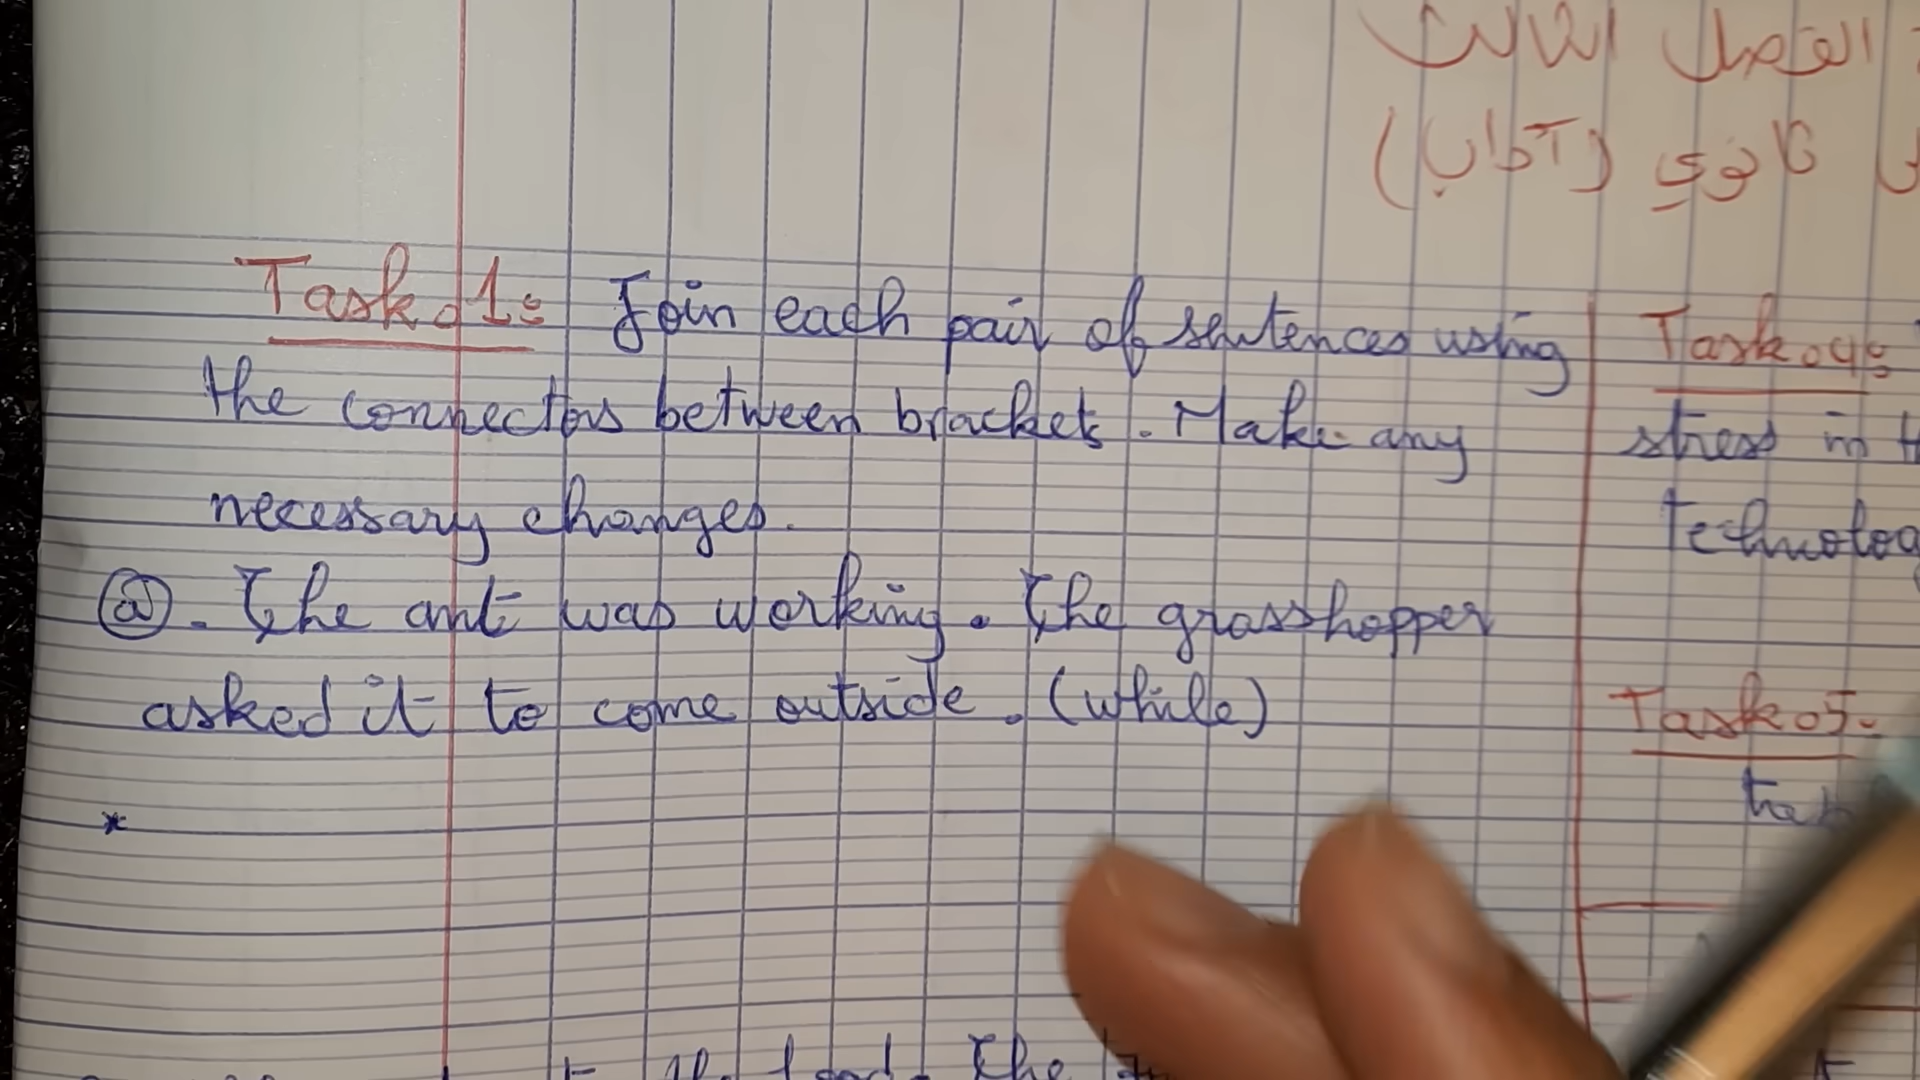 الفصل الثالث
ثانوي (آداب)
Task 01: Join each pair of sentences using
the connectors between brackets. Make any
necessary changes.
(a). The ant was working. The grasshopper
asked it to come outside. (while)
*
The
Task 04:
stress in
Task 05: